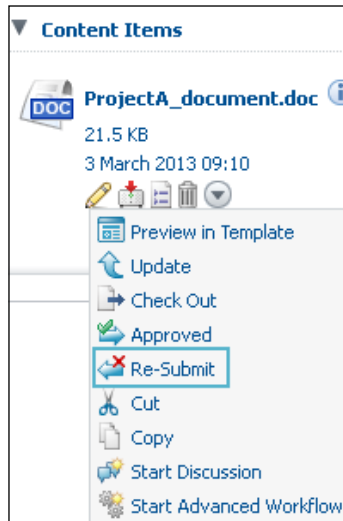 Content Items
DOC
ProjectA_document.doc
21.5 KB
3 March 2013 09:10
Preview in Template
Update
Check Out
Approved
Re-Submit
Cut
Copy
Start Discussion
Start Advanced Workflow